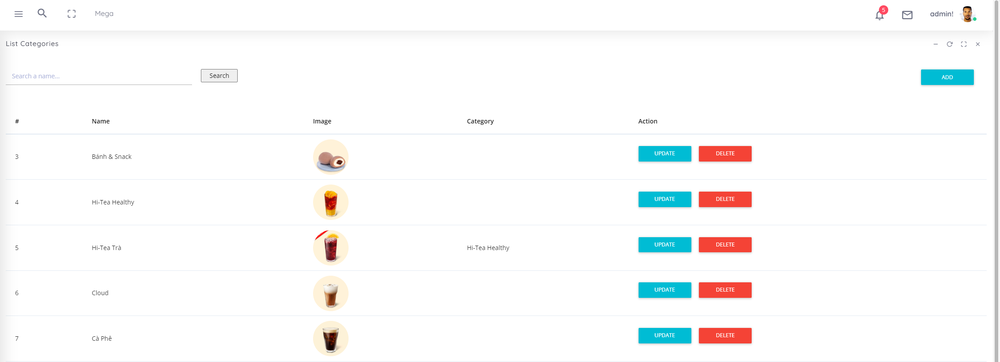 Mega
5
admin!
List Categories
Search a name...
Search
ADD
# Name Image Category Action
3 Bánh & Snack UPDATE DELETE
4 Hi-Tea Healthy UPDATE DELETE
5 Hi-Tea Trà Hi-Tea Healthy UPDATE DELETE
6 Cloud UPDATE DELETE
7 Cà Phê UPDATE DELETE